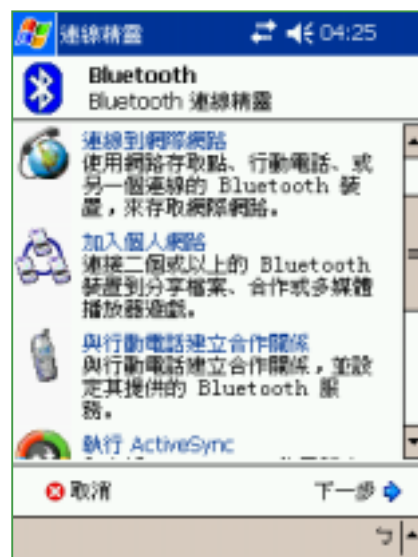 連線精靈 04:25
Bluetooth
Bluetooth 連線精靈
連線到網際網路
使用網路存取點、行動電話、或
另一個連線的 Bluetooth 裝
置，來存取網際網路。
加入個人網路
連接二個或以上的 Bluetooth
裝置到分享檔案、合作或多媒體
播放器遊戲。
與行動電話建立合作關係
與行動電話建立合作關係，並設
定其提供的 Bluetooth 服
務。
執行 ActiveSync
取消 下一步
ㄅ